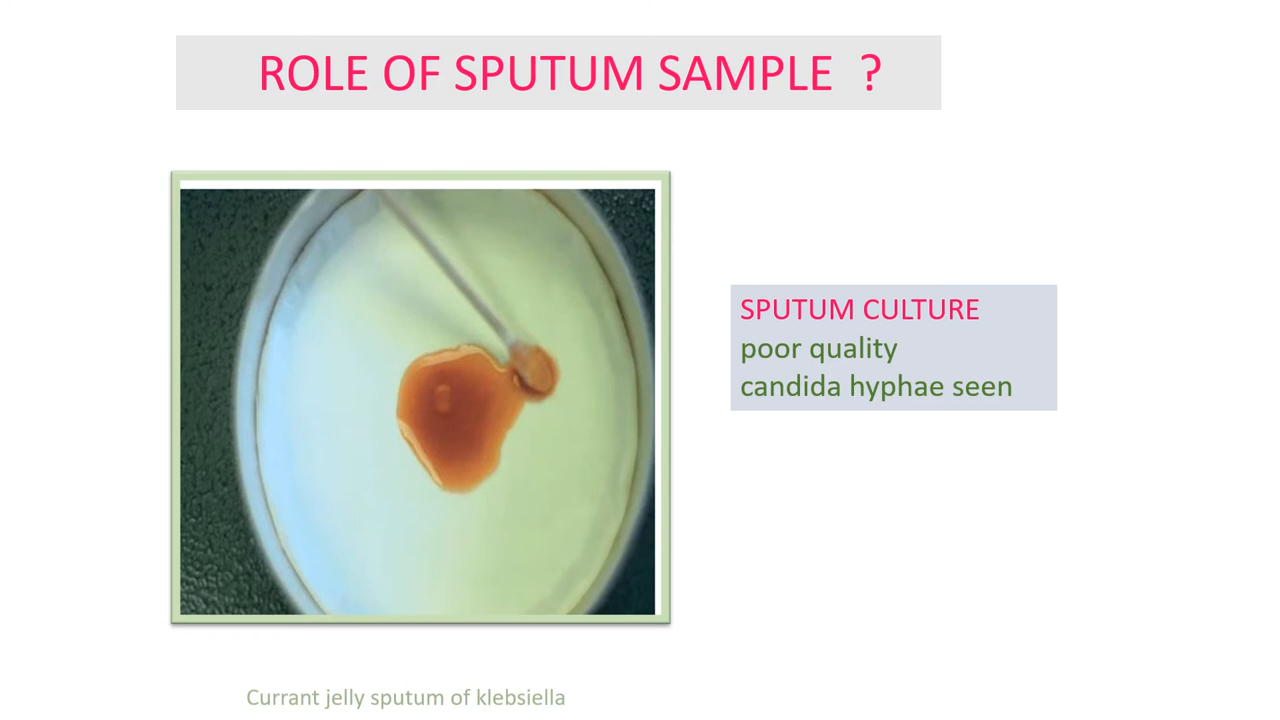 ROLE OF SPUTUM SAMPLE ?
SPUTUM CULTURE
poor quality
candida hyphae seen
Currant jelly sputum of klebsiella